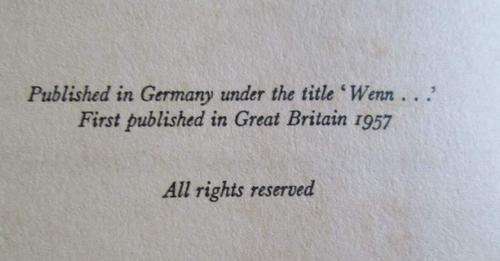 Published in Germany under the title ‘Wenn . . .’
First published in Great Britain 1957
All rights reserved